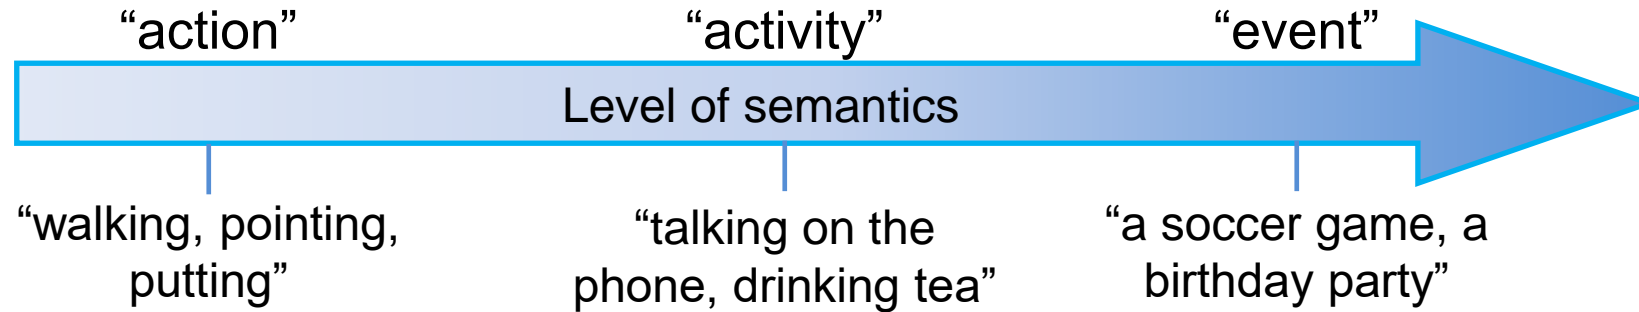 “action” “activity” “event”
Level of semantics
“walking, pointing,
putting”
“talking on the
phone, drinking tea”
“a soccer game, a
birthday party”